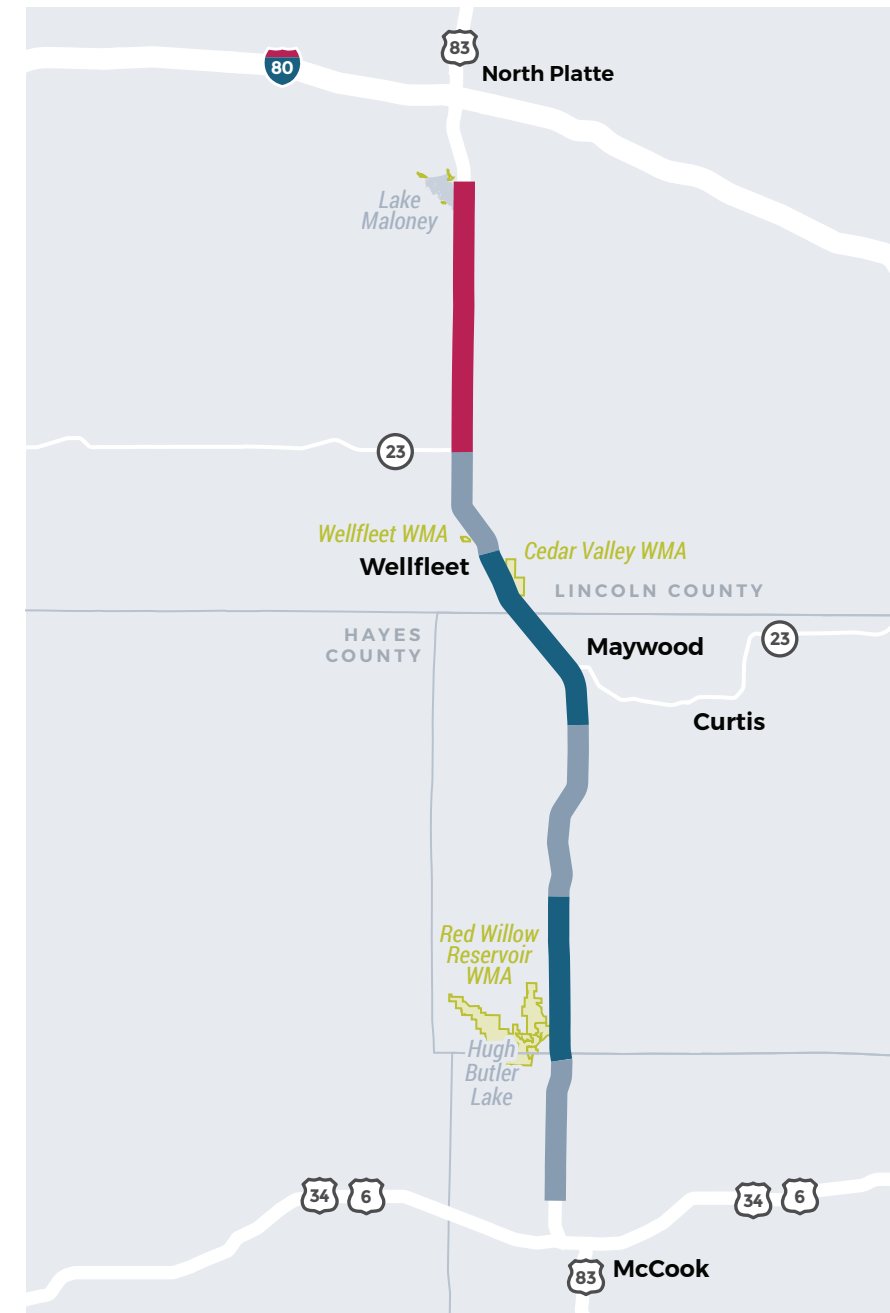 83
80
North Platte
Lake
Maloney
23
Wellfleet WMA
Cedar Valley WMA
Wellfleet
LINCOLN COUNTY
HAYES
COUNTY
Maywood
23
Curtis
Red Willow
Reservoir
WMA
Hugh
Butler
Lake
34
6
34
6
83
McCook